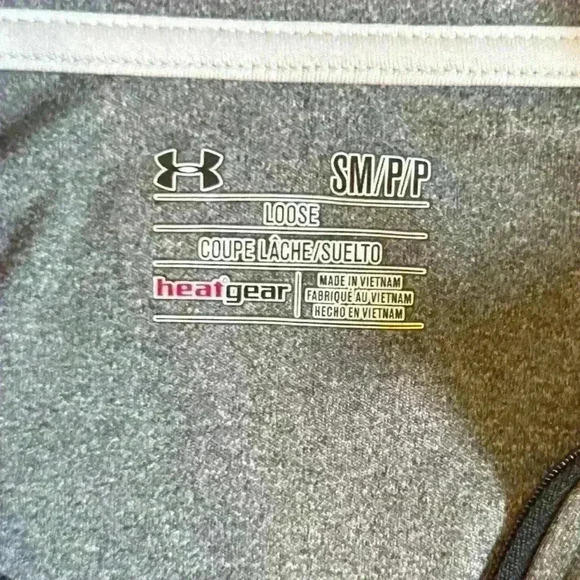 SM/P/P
LOOSE
COUPE LÂCHE/SUELTO
heatgear
MADE IN VIETNAM
FABRIQUÉ AU VIETNAM
HECHO EN VIETNAM